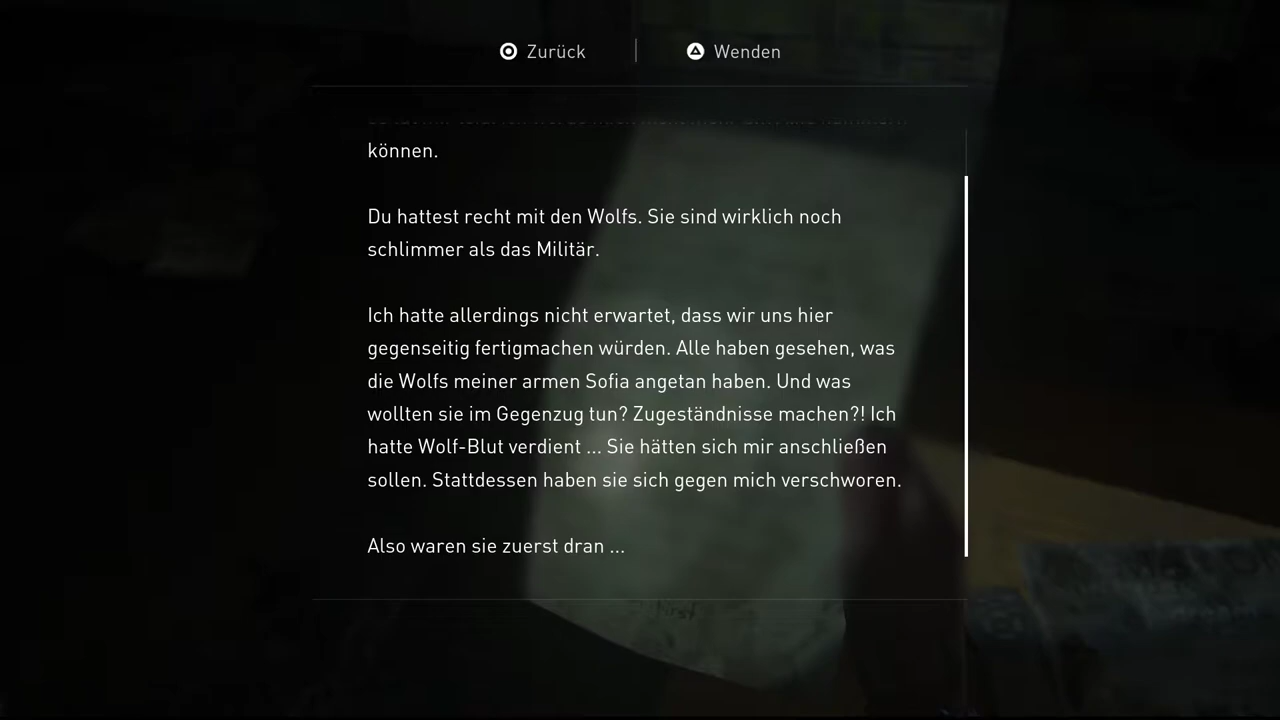 Zurück
Wenden
können.
Du hattest recht mit den Wolfs. Sie sind wirklich noch
schlimmer als das Militär.
Ich hatte allerdings nicht erwartet, dass wir uns hier
gegenseitig fertigmachen würden. Alle haben gesehen, was
die Wolfs meiner armen Sofia angetan haben. Und was
wollten sie im Gegenzug tun? Zugeständnisse machen?! Ich
hatte Wolf-Blut verdient ... Sie hätten sich mir anschließen
sollen. Stattdessen haben sie sich gegen mich verschworen.
Also waren sie zuerst dran ...